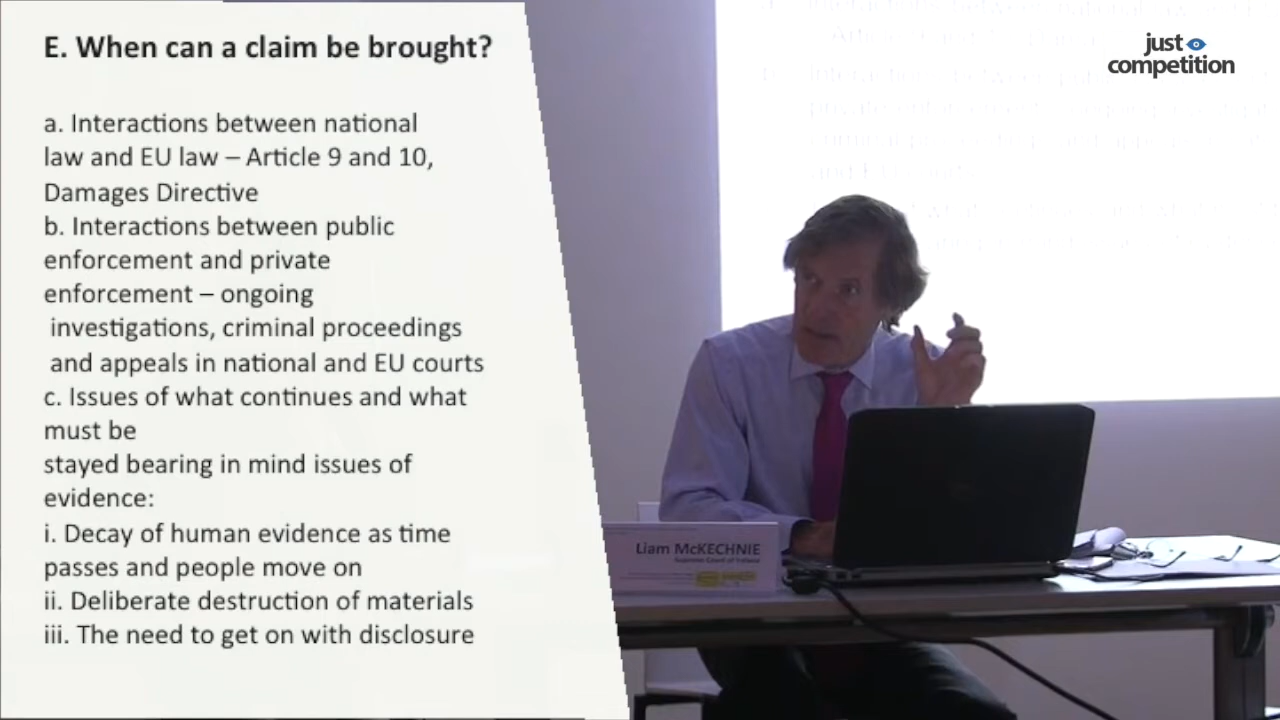 E. When can a claim be brought?
a. Interactions between national
law and EU law – Article 9 and 10,
Damages Directive
b. Interactions between public
enforcement and private
enforcement – ongoing
investigations, criminal proceedings
and appeals in national and EU courts
c. Issues of what continues and what
must be
stayed bearing in mind issues of
evidence:
i. Decay of human evidence as time
passes and people move on
ii. Deliberate destruction of materials
iii. The need to get on with disclosure
just
competition
Liam McKECHNIE
Supreme Court of Ireland